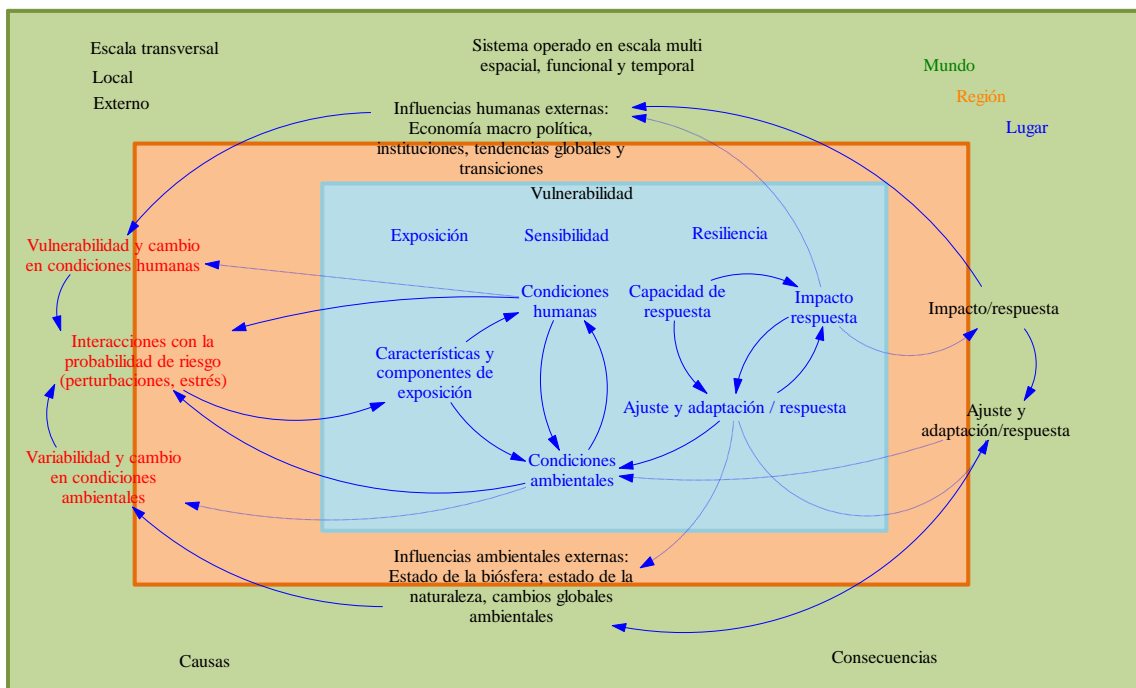 Escala transversal
Local
Externo
Sistema operado en escala multi
espacial, funcional y temporal
Mundo
Región
Lugar
Influencias humanas externas:
Economía macro política,
instituciones, tendencias globales y
transiciones
Vulnerabilidad
Exposición
Sensibilidad
Resiliencia
Vulnerabilidad y cambio
en condiciones humanas
Interacciones con la
probabilidad de riesgo
(perturbaciones, estrés)
Variabilidad y cambio
en condiciones
ambientales
Características y
componentes de
exposición
Condiciones
humanas
Condiciones
ambientales
Capacidad de
respuesta
Impacto
respuesta
Ajuste y adaptación / respuesta
Impacto/respuesta
Ajuste y
adaptación/respuesta
Influencias ambientales externas:
Estado de la biósfera; estado de la
naturaleza, cambios globales
ambientales
Causas
Consecuencias